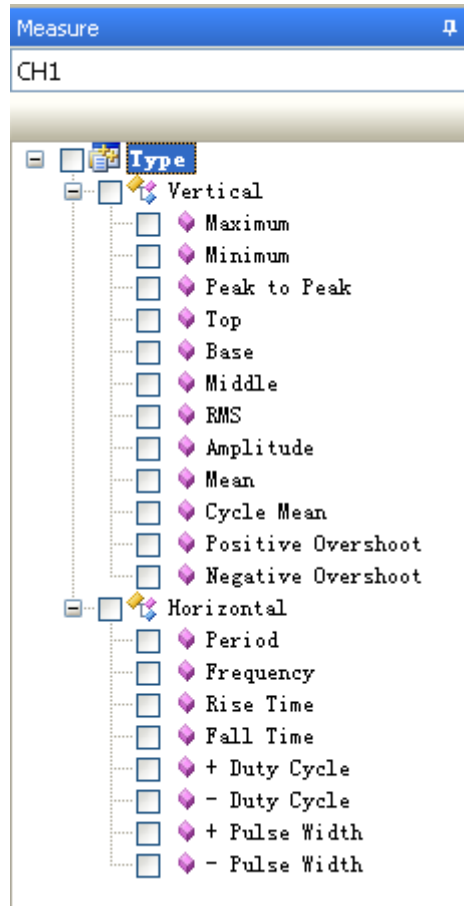 Measure
CH1
Type
Vertical
Maximum
Minimum
Peak to Peak
Top
Base
Middle
RMS
Amplitude
Mean
Cycle Mean
Positive Overshoot
Negative Overshoot
Horizontal
Period
Frequency
Rise Time
Fall Time
+ Duty Cycle
- Duty Cycle
+ Pulse Width
- Pulse Width